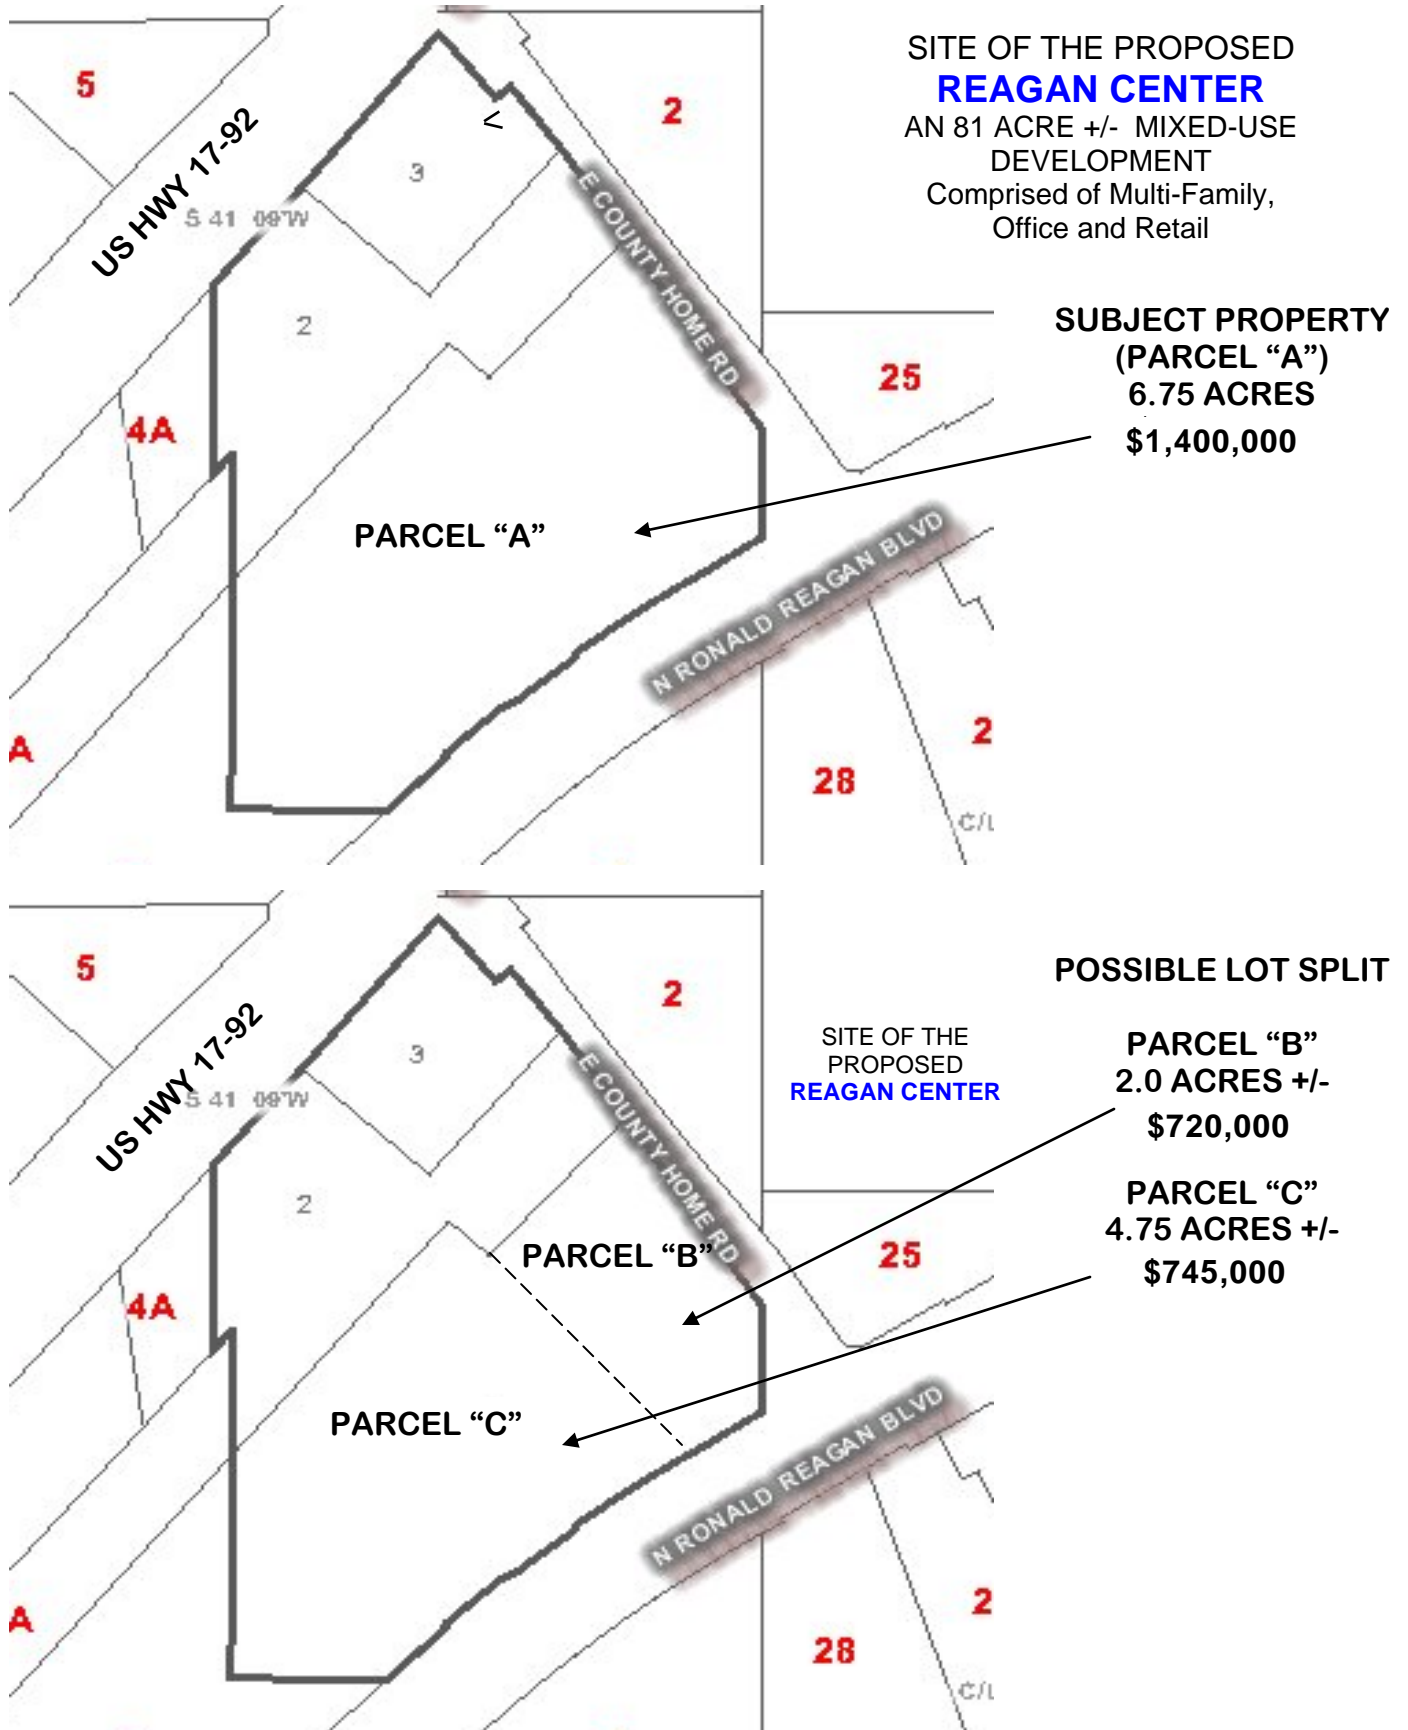 SITE OF THE PROPOSED
REAGAN CENTER
AN 81 ACRE +/- MIXED-USE
DEVELOPMENT
Comprised of Multi-Family,
Office and Retail
5
2
3
US HWY 17-92
S 41 09"W
E COUNTY HOME RD
2
SUBJECT PROPERTY
(PARCEL “A”)
6.75 ACRES
$1,400,000
25
4A
PARCEL “A”
N RONALD REAGAN BLVD
A
28
2
C/L
5
2
3
US HWY 17-92
S 41 09"W
E COUNTY HOME RD
2
SITE OF THE
PROPOSED
REAGAN CENTER
POSSIBLE LOT SPLIT
PARCEL “B”
2.0 ACRES +/-
$720,000
PARCEL “C”
4.75 ACRES +/-
$745,000
PARCEL “B”
25
4A
PARCEL “C”
N RONALD REAGAN BLVD
A
28
2
C/L